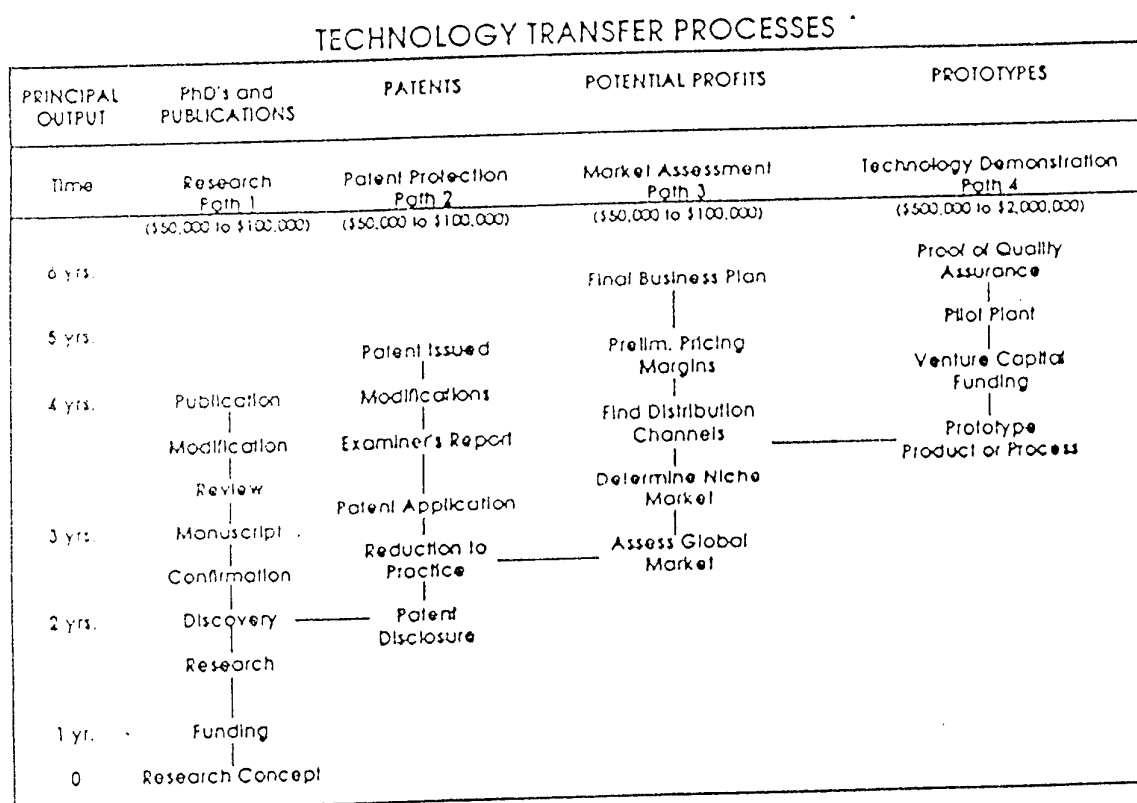 TECHNOLOGY TRANSFER PROCESSES
PRINCIPAL OUTPUT
PhD's and PUBLICATIONS
PATENTS
POTENTIAL PROFITS
PROTOTYPES
Time
Research
Path 1
Patent Protection
Path 2
Market Assessment
Path 3
Technology Demonstration
Path 4
($50,000 to $100,000)
($50,000 to $100,000)
($50,000 to $100,000)
($500,000 to $2,000,000)
6 yrs.
Final Business Plan
Proof of Quality
Assurance
Pilot Plant
5 yrs.
Patent Issued
Prelim. Pricing
Margins
Venture Capital
Funding
4 yrs.
Publication
Modifications
Find Distribution
Channels
Prototype
Product or Process
Modification
Examiner's Report
Review
Determine Niche
Market
Patent Application
3 yrs.
Manuscript
Reduction to
Practice
Assess Global
Market
Confirmation
2 yrs.
Discovery
Patent
Disclosure
Research
1 yr.
Funding
0
Research Concept